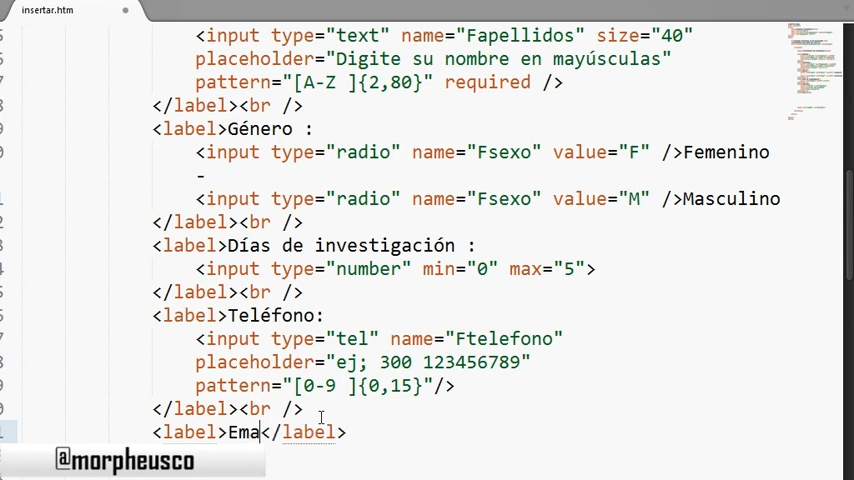 insertar.htm
<input type="text" name="Fapellidos" size="40"
placeholder="Digite su nombre en mayúsculas"
pattern="[A-Z ]{2,80}" required />
</label><br />
<label>Género :
<input type="radio" name="Fsexo" value="F" />Femenino
-
<input type="radio" name="Fsexo" value="M" />Masculino
</label><br />
<label>Días de investigación :
<input type="number" min="0" max="5">
</label><br />
<label>Teléfono:
<input type="tel" name="Ftelefono"
placeholder="ej; 300 123456789"
pattern="[0-9 ]{0,15}"/>
</label><br />
<label>Ema</label>
@morpheusco